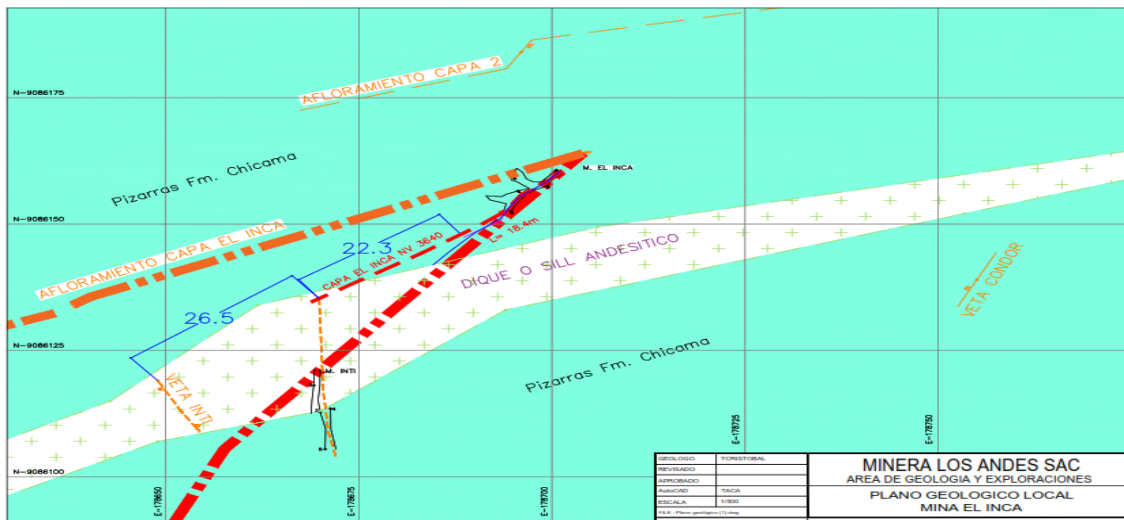 AFLORAMIENTO CAPA 2
N-9086175
Pizarras Fm. Chicama
M. EL INCA
N-9086150
AFLORAMIENTO CAPA EL INCA
22.3
CAPA EL INCA NV 3640
L= 18.4m
DIQUE O SILL ANDESITICO
VETA CONDOR
26.5
N-9086125
Pizarras Fm. Chicama
M. INTI
VETA INTI
N-9086100
E=178650
E=178675
E=178700
E=178725
E=178750
GEOLOGO TCRISTOBAL
REVISADO
APROBADO
AutoCAD TACA
ESCALA 1/500
MINERA LOS ANDES SAC
AREA DE GEOLOGIA Y EXPLORACIONES
PLANO GEOLOGICO LOCAL
MINA EL INCA